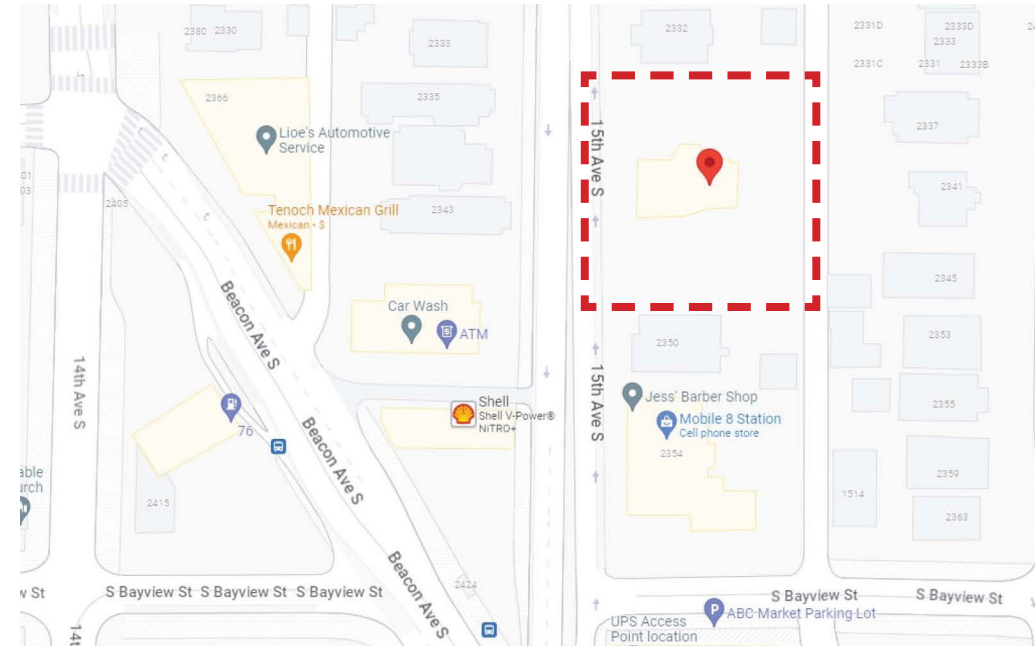 2380 2330
2333
2332
2331D
2333D
2333
2331C
2331
2333B
2366
2335
Lioe's Automotive
Service
15th Ave S
2337
2405
Tenoch Mexican Grill
Mexican • $
2343
2341
Beacon Ave S
Car Wash
ATM
2345
2350
2353
14th Ave S
15th Ave S
Shell
Shell V-Power®
NiTRO+
Jess' Barber Shop
Mobile 8 Station
Cell phone store
2354
2355
76
Beacon Ave S
2415
2359
1514
2363
Beacon Ave S
2424
S Bayview St S Bayview St S Bayview St
S Bayview St
S Bayview St
ABC Market Parking Lot
UPS Access
Point location